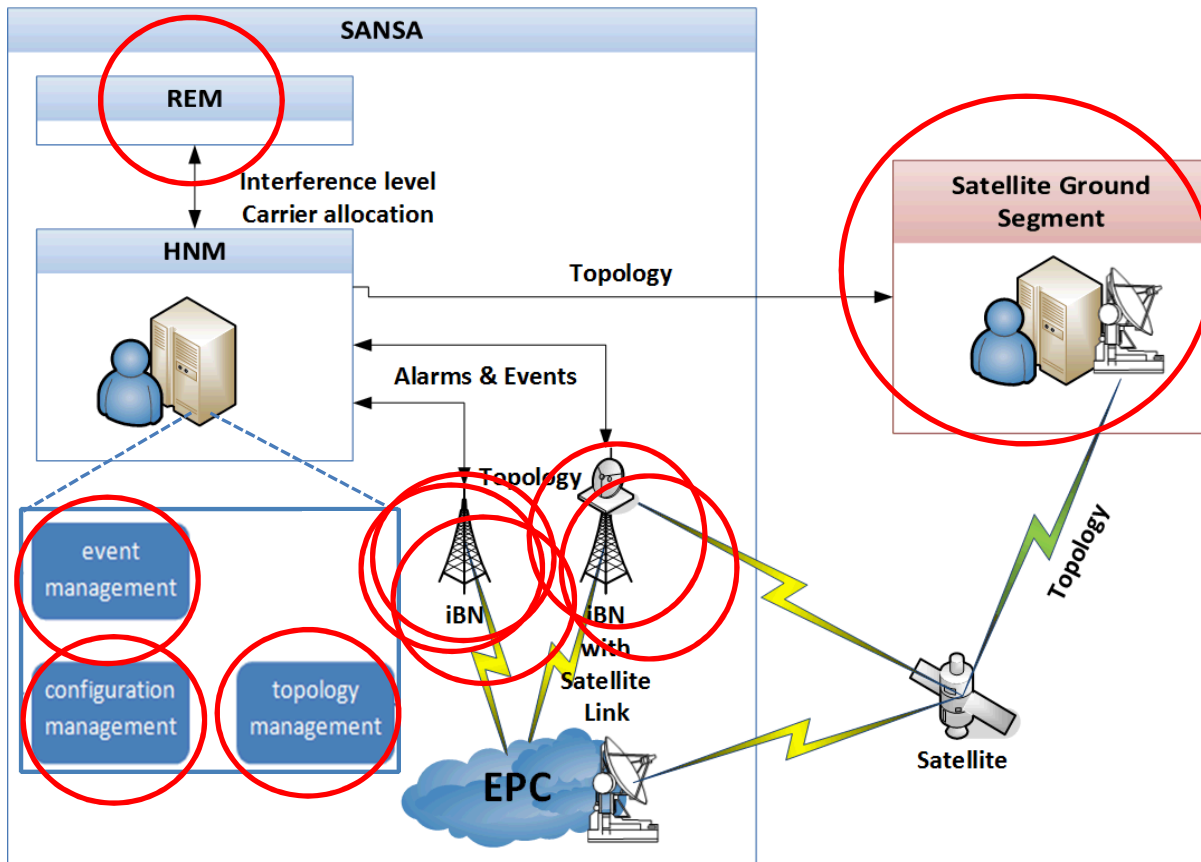 SANSA
REM
Interference level
Carrier allocation
HNM
Topology
Satellite Ground
Segment
Alarms & Events
Topology
iBN
iBN
with
Satellite
Link
event
management
configuration
management
topology
management
EPC
Satellite
Topology